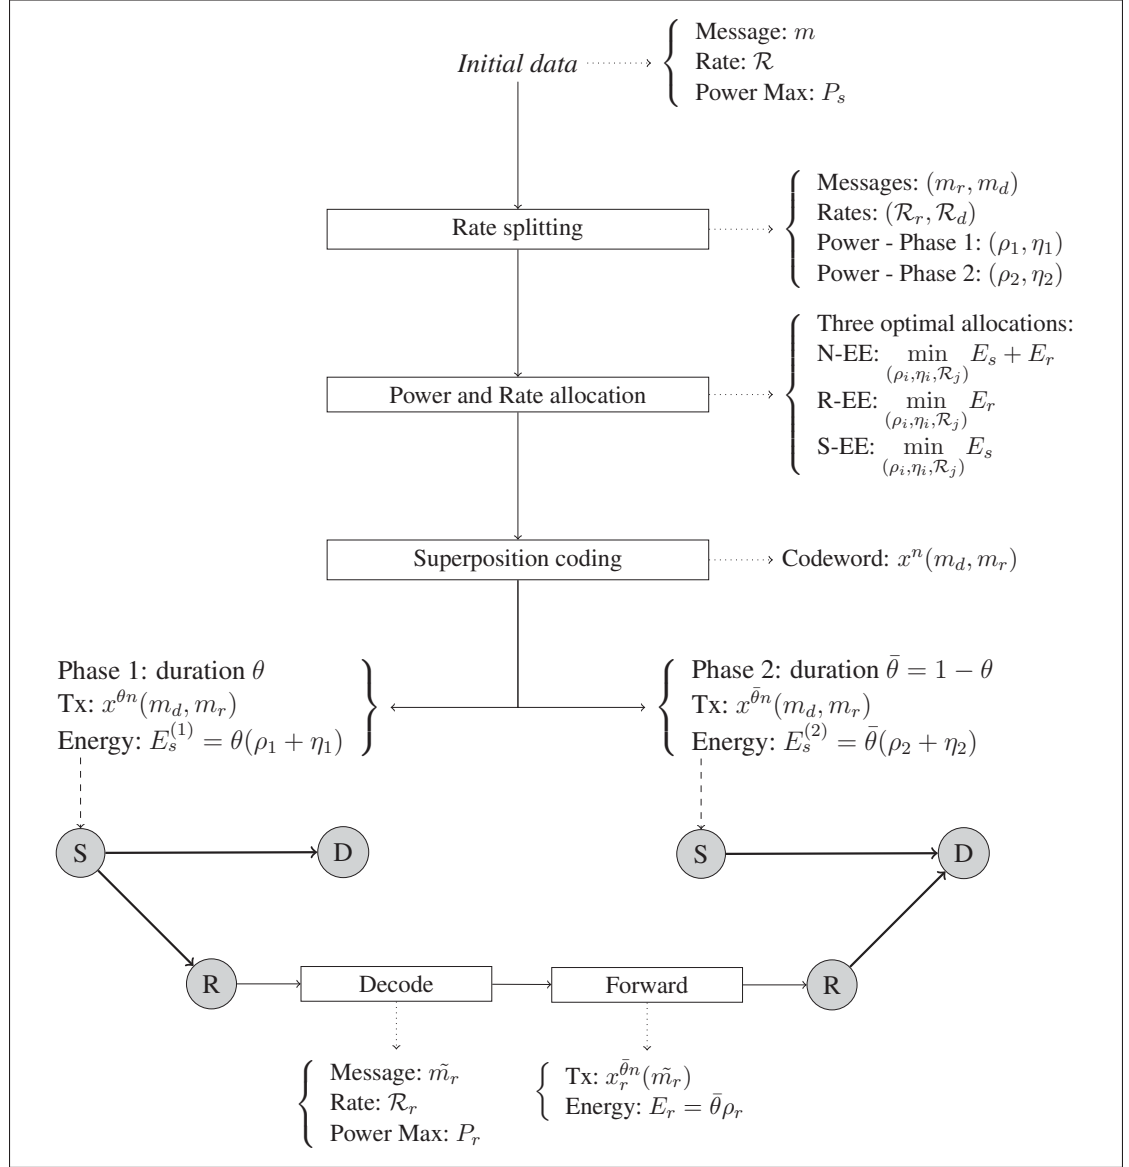 Initial data
Message: m
Rate: ℛ
Power Max: P_s
Rate splitting
Messages: (m_r, m_d)
Rates: (ℛ_r, ℛ_d)
Power - Phase 1: (ρ_1, η_1)
Power - Phase 2: (ρ_2, η_2)
Power and Rate allocation
Three optimal allocations:
N-EE: min_{(ρ_i,η_i,ℛ_j)} E_s + E_r
R-EE: min_{(ρ_i,η_i,ℛ_j)} E_r
S-EE: min_{(ρ_i,η_i,ℛ_j)} E_s
Superposition coding
Codeword: x^n(m_d, m_r)
Phase 1: duration θ
Tx: x^{θn}(m_d, m_r)
Energy: E_s^{(1)} = θ(ρ_1 + η_1)
Phase 2: duration θ̄ = 1 − θ
Tx: x^{θ̄n}(m_d, m_r)
Energy: E_s^{(2)} = θ̄(ρ_2 + η_2)
S
D
S
D
R
Decode
Forward
R
Message: m̃_r
Rate: ℛ_r
Power Max: P_r
Tx: x_r^{θ̄n}(m̃_r)
Energy: E_r = θ̄ρ_r